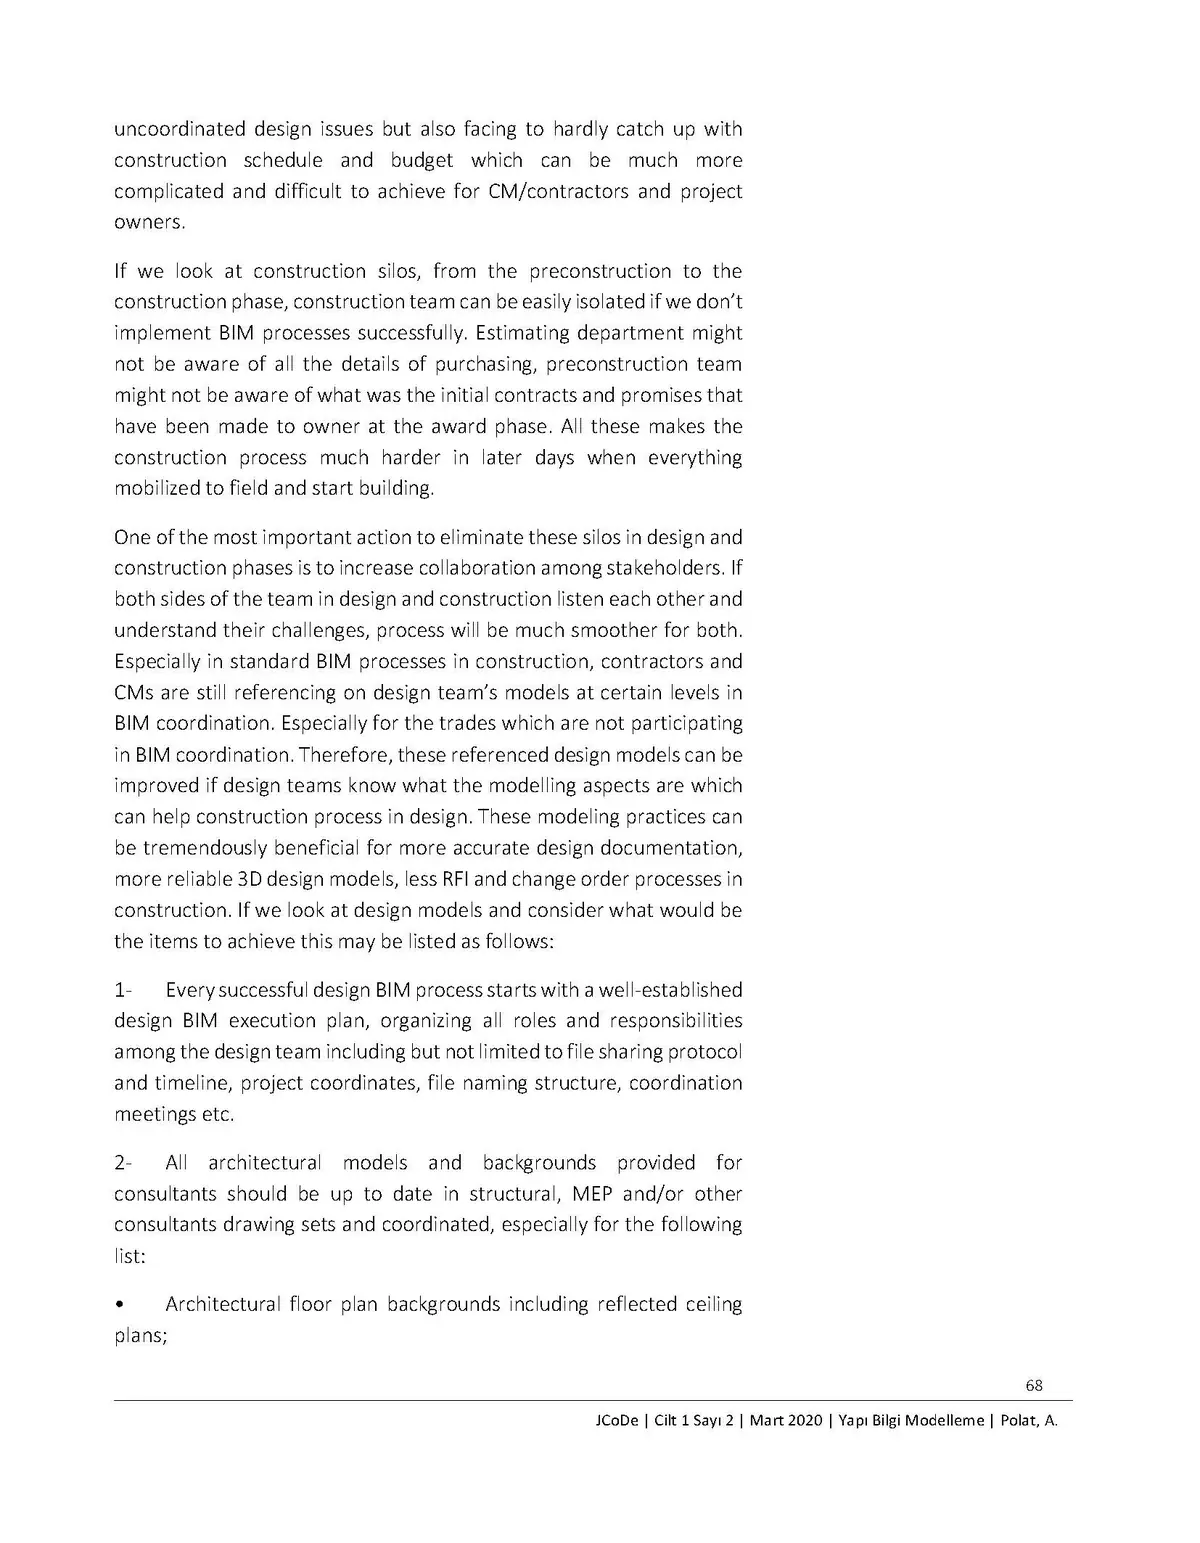 uncoordinated design issues but also facing to hardly catch up with
construction schedule and budget which can be much more
complicated and difficult to achieve for CM/contractors and project
owners.
If we look at construction silos, from the preconstruction to the
construction phase, construction team can be easily isolated if we don’t
implement BIM processes successfully. Estimating department might
not be aware of all the details of purchasing, preconstruction team
might not be aware of what was the initial contracts and promises that
have been made to owner at the award phase. All these makes the
construction process much harder in later days when everything
mobilized to field and start building.
One of the most important action to eliminate these silos in design and
construction phases is to increase collaboration among stakeholders. If
both sides of the team in design and construction listen each other and
understand their challenges, process will be much smoother for both.
Especially in standard BIM processes in construction, contractors and
CMs are still referencing on design team’s models at certain levels in
BIM coordination. Especially for the trades which are not participating
in BIM coordination. Therefore, these referenced design models can be
improved if design teams know what the modelling aspects are which
can help construction process in design. These modeling practices can
be tremendously beneficial for more accurate design documentation,
more reliable 3D design models, less RFI and change order processes in
construction. If we look at design models and consider what would be
the items to achieve this may be listed as follows:
1- Every successful design BIM process starts with a well-established
design BIM execution plan, organizing all roles and responsibilities
among the design team including but not limited to file sharing protocol
and timeline, project coordinates, file naming structure, coordination
meetings etc.
2- All architectural models and backgrounds provided for
consultants should be up to date in structural, MEP and/or other
consultants drawing sets and coordinated, especially for the following
list:
• Architectural floor plan backgrounds including reflected ceiling
plans;
68
JCoDe | Cilt 1 Sayı 2 | Mart 2020 | Yapı Bilgi Modelleme | Polat, A.